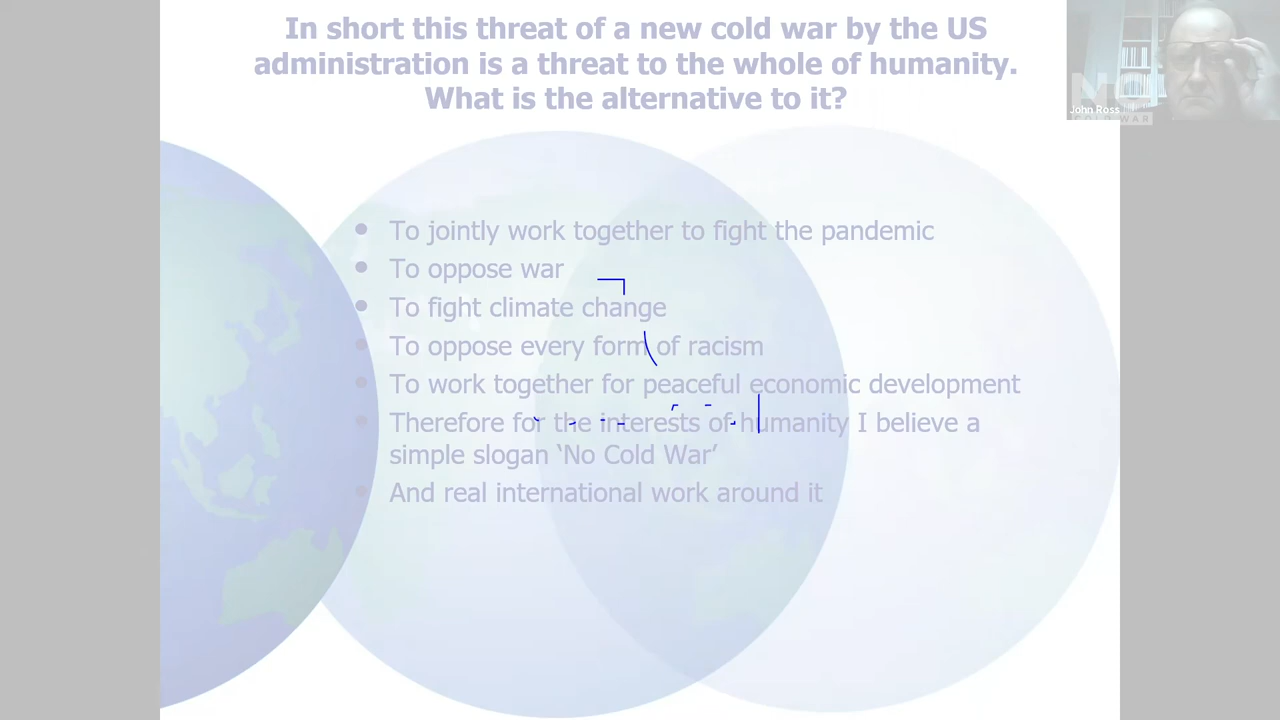 In short this threat of a new cold war by the US
administration is a threat to the whole of humanity.
What is the alternative to it?
John Ross
COLD WAR
• To jointly work together to fight the pandemic
• To oppose war
• To fight climate change
• To oppose every form of racism
• To work together for peaceful economic development
• Therefore for the interests of humanity I believe a
simple slogan ‘No Cold War’
• And real international work around it